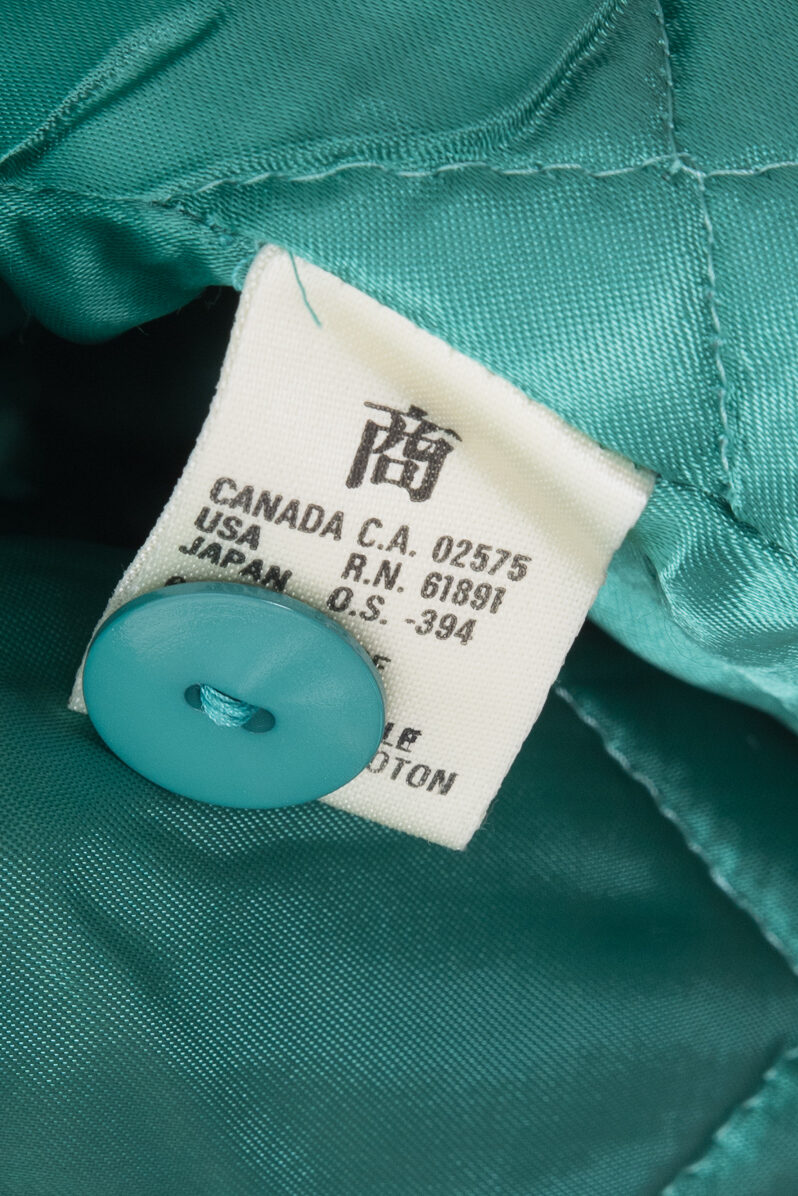 商
CANADA C.A. 02575
USA R.N. 61891
JAPAN O.S. -394